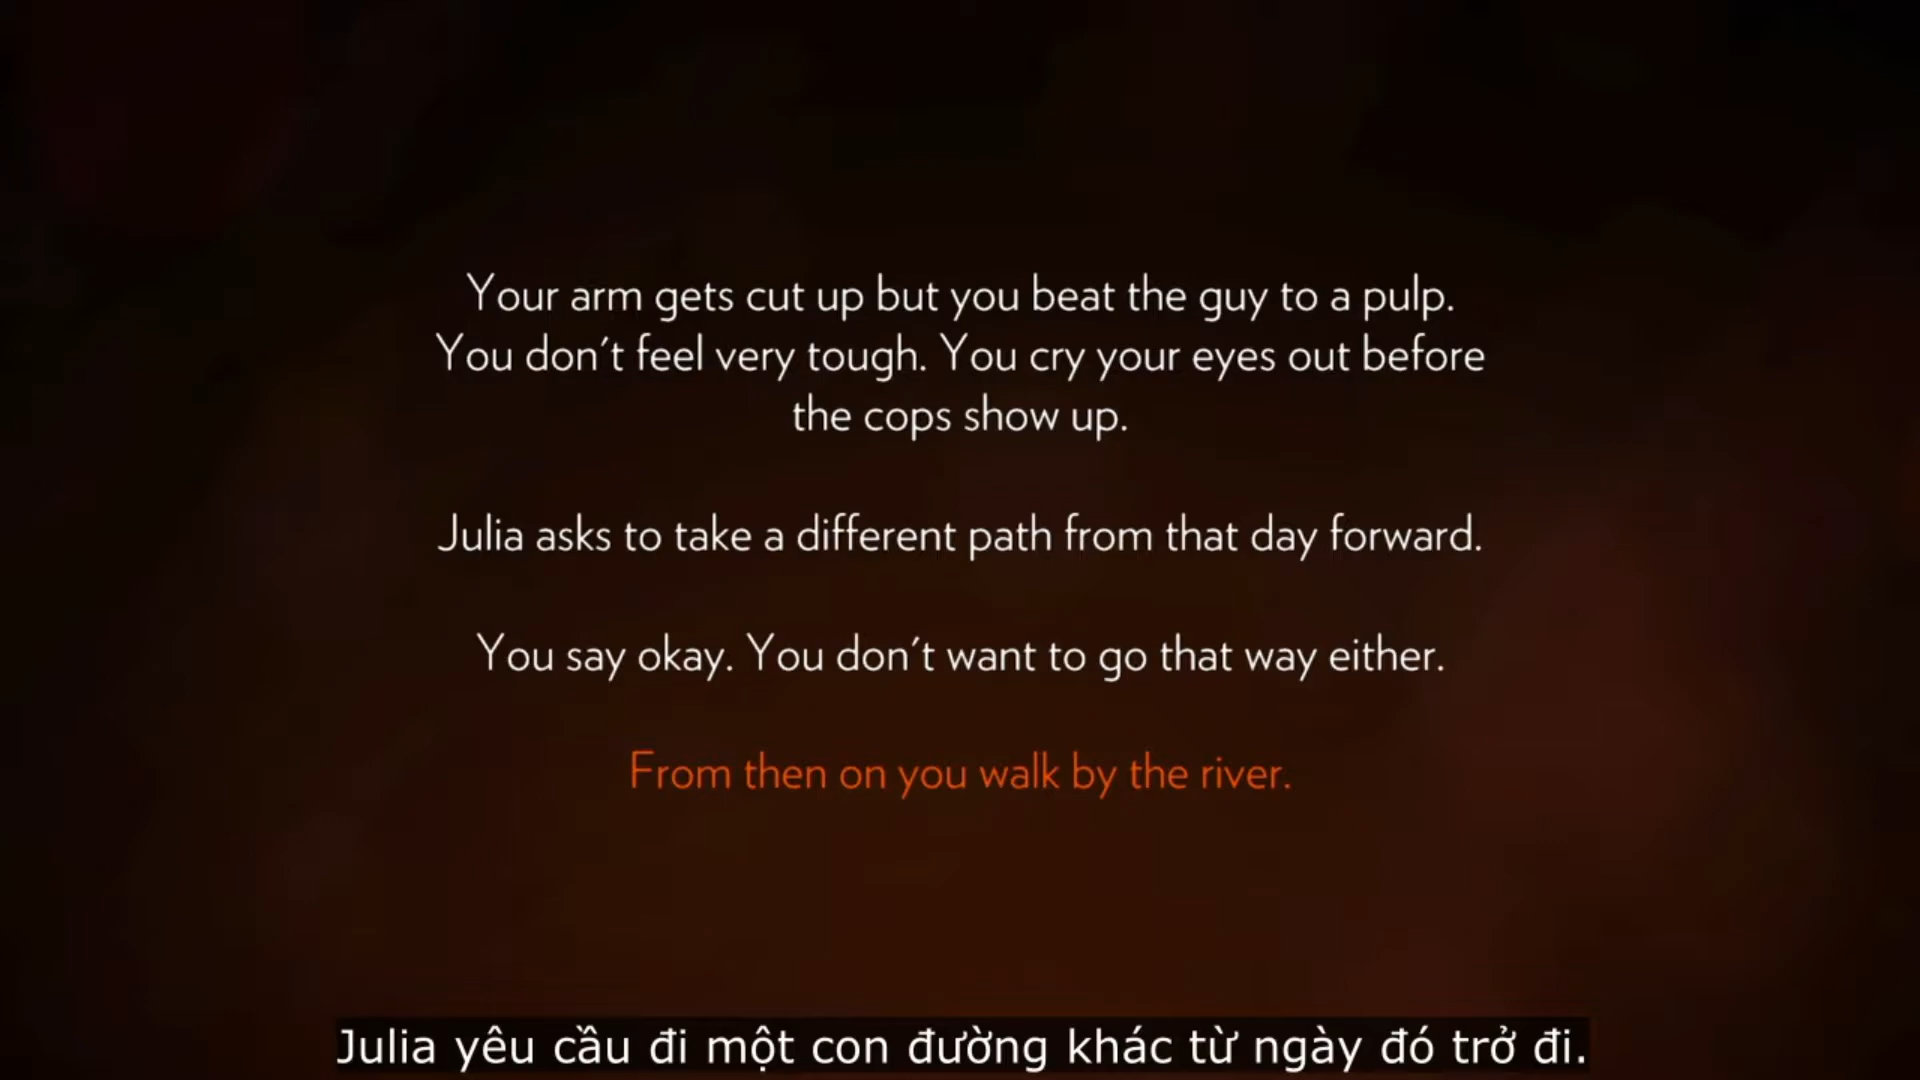 Your arm gets cut up but you beat the guy to a pulp.
You don't feel very tough. You cry your eyes out before
the cops show up.
Julia asks to take a different path from that day forward.
You say okay. You don't want to go that way either.
From then on you walk by the river.
Julia yêu cầu đi một con đường khác từ ngày đó trở đi.